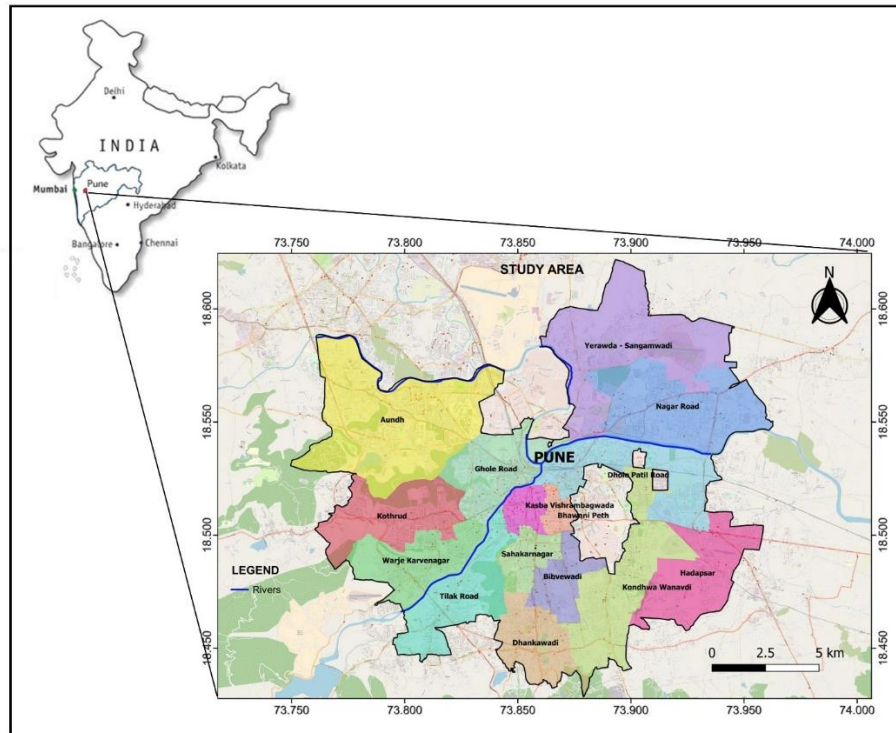 Delhi
INDIA
Kolkata
Mumbai
Pune
Hyderabad
Bangalore
Chennai
73.750 73.800 73.850 73.900 73.950 74.000
STUDY AREA
N
18.600
18.600
Yerawda - Sangamwadi
Nagar Road
18.550
18.550
Aundh
Ghole Road
PUNE
Dhole Patil Road
Kothrud
Kasba Vishrambagwada
Bhawani Peth
18.500
18.500
Warje Karvenagar
Sahakarnagar
Bibvewadi
Hadapsar
Kondhwa Wanavdi
Tilak Road
LEGEND
Rivers
Dhankawadi
18.450
18.450
0 2.5 5 km
73.750 73.800 73.850 73.900 73.950 74.000